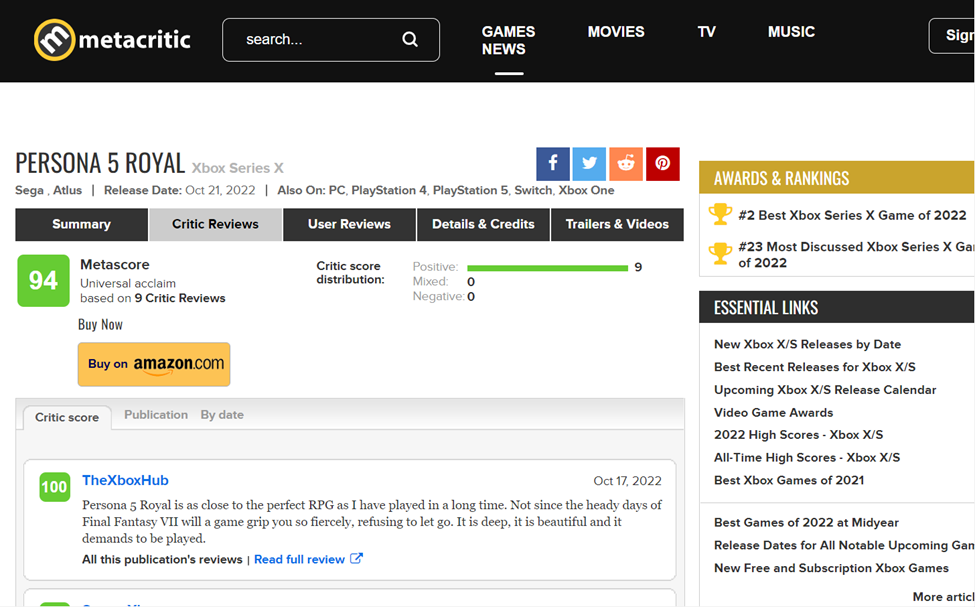 metacritic
search...
GAMES
MOVIES
TV
MUSIC
NEWS
PERSONA 5 ROYAL Xbox Series X
Sega , Atlus | Release Date: Oct 21, 2022 | Also On: PC, PlayStation 4, PlayStation 5, Switch, Xbox One
Summary
Critic Reviews
User Reviews
Details & Credits
Trailers & Videos
94
Metascore
Universal acclaim
based on 9 Critic Reviews
Critic score
distribution:
Positive: 9
Mixed: 0
Negative: 0
Buy Now
Buy on amazon.com
Critic score
Publication
By date
100
TheXboxHub
Oct 17, 2022
Persona 5 Royal is as close to the perfect RPG as I have played in a long time. Not since the heady days of
Final Fantasy VII will a game grip you so fiercely, refusing to let go. It is deep, it is beautiful and it
demands to be played.
All this publication's reviews | Read full review
AWARDS & RANKINGS
#2 Best Xbox Series X Game of 2022
#23 Most Discussed Xbox Series X
of 2022
ESSENTIAL LINKS
New Xbox X/S Releases by Date
Best Recent Releases for Xbox X/S
Upcoming Xbox X/S Release Calendar
Video Game Awards
2022 High Scores - Xbox X/S
All-Time High Scores - Xbox X/S
Best Xbox Games of 2021
Best Games of 2022 at Midyear
Release Dates for All Notable Upcoming
New Free and Subscription Xbox Games
More